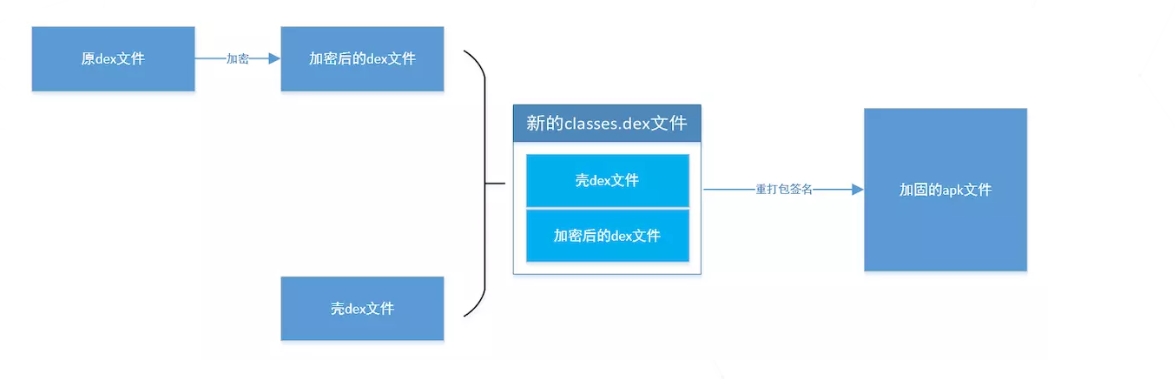 原dex文件
加密
加密后的dex文件
新的classes.dex文件
壳dex文件
加密后的dex文件
重打包签名
加固的apk文件
壳dex文件